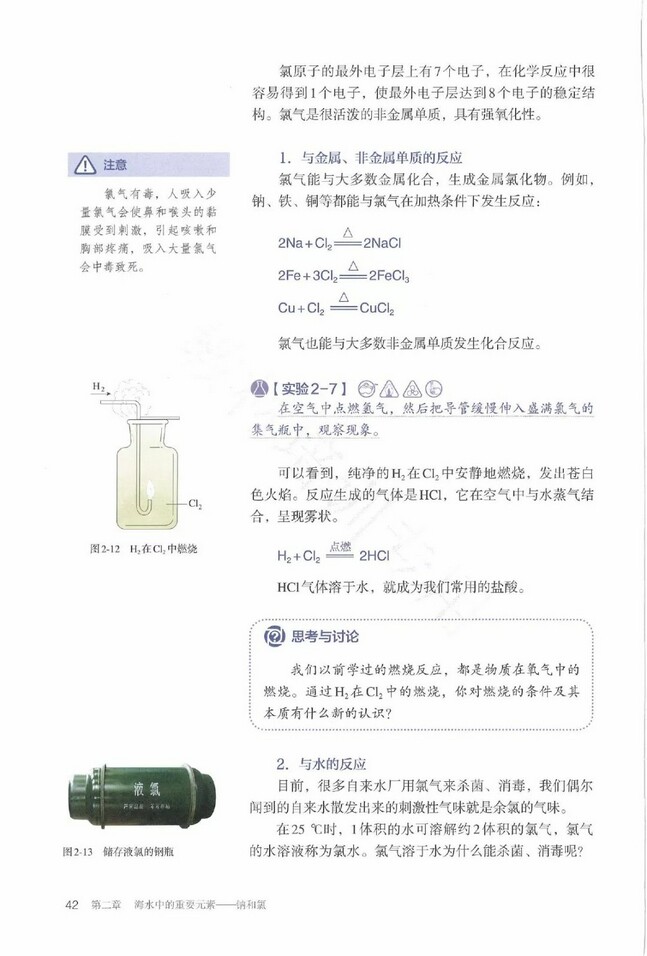 氯原子的最外电子层上有7个电子，在化学反应中很
容易得到1个电子，使最外电子层达到8个电子的稳定结
构。氯气是很活泼的非金属单质，具有强氧化性。
注意
氯气有毒，人吸入少
量氯气会使鼻和喉头的黏
膜受到刺激，引起咳嗽和
胸部疼痛，吸入大量氯气
会中毒致死。
1．与金属、非金属单质的反应
氯气能与大多数金属化合，生成金属氯化物。例如，
钠、铁、铜等都能与氯气在加热条件下发生反应：
2Na＋Cl₂ ═△═ 2NaCl
2Fe＋3Cl₂ ═△═ 2FeCl₃
Cu＋Cl₂ ═△═ CuCl₂
氯气也能与大多数非金属单质发生化合反应。
【实验2-7】
在空气中点燃氢气，然后把导管缓慢伸入盛满氯气的
集气瓶中，观察现象。
H₂
Cl₂
图2-12 H₂在Cl₂中燃烧
可以看到，纯净的H₂在Cl₂中安静地燃烧，发出苍白
色火焰。反应生成的气体是HCl，它在空气中与水蒸气结
合，呈现雾状。
H₂＋Cl₂ ═点燃═ 2HCl
HCl气体溶于水，就成为我们常用的盐酸。
思考与讨论
我们以前学过的燃烧反应，都是物质在氧气中的
燃烧。通过H₂在Cl₂中的燃烧，你对燃烧的条件及其
本质有什么新的认识？
液氯
图2-13 储存液氯的钢瓶
2．与水的反应
目前，很多自来水厂用氯气来杀菌、消毒，我们偶尔
闻到的自来水散发出来的刺激性气味就是余氯的气味。
在25 ℃时，1体积的水可溶解约2体积的氯气，氯气
的水溶液称为氯水。氯气溶于水为什么能杀菌、消毒呢？
42 第二章 海水中的重要元素——钠和氯